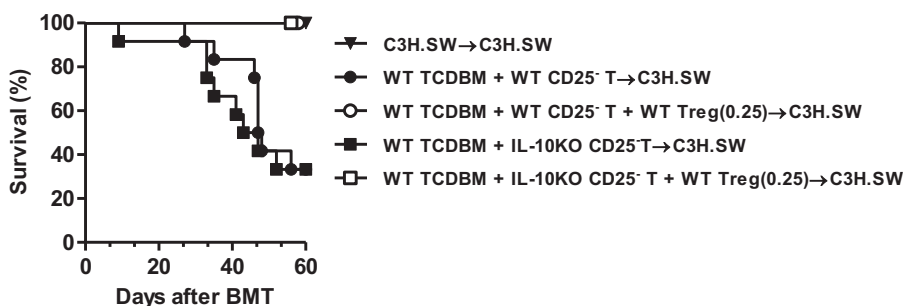 100
80
60
40
20
0
Survival (%)
0 20 40 60
Days after BMT
C3H.SW→C3H.SW
WT TCDBM + WT CD25⁻ T→C3H.SW
WT TCDBM + WT CD25⁻ T + WT Treg(0.25)→C3H.SW
WT TCDBM + IL-10KO CD25⁻T→C3H.SW
WT TCDBM + IL-10KO CD25⁻ T + WT Treg(0.25)→C3H.SW